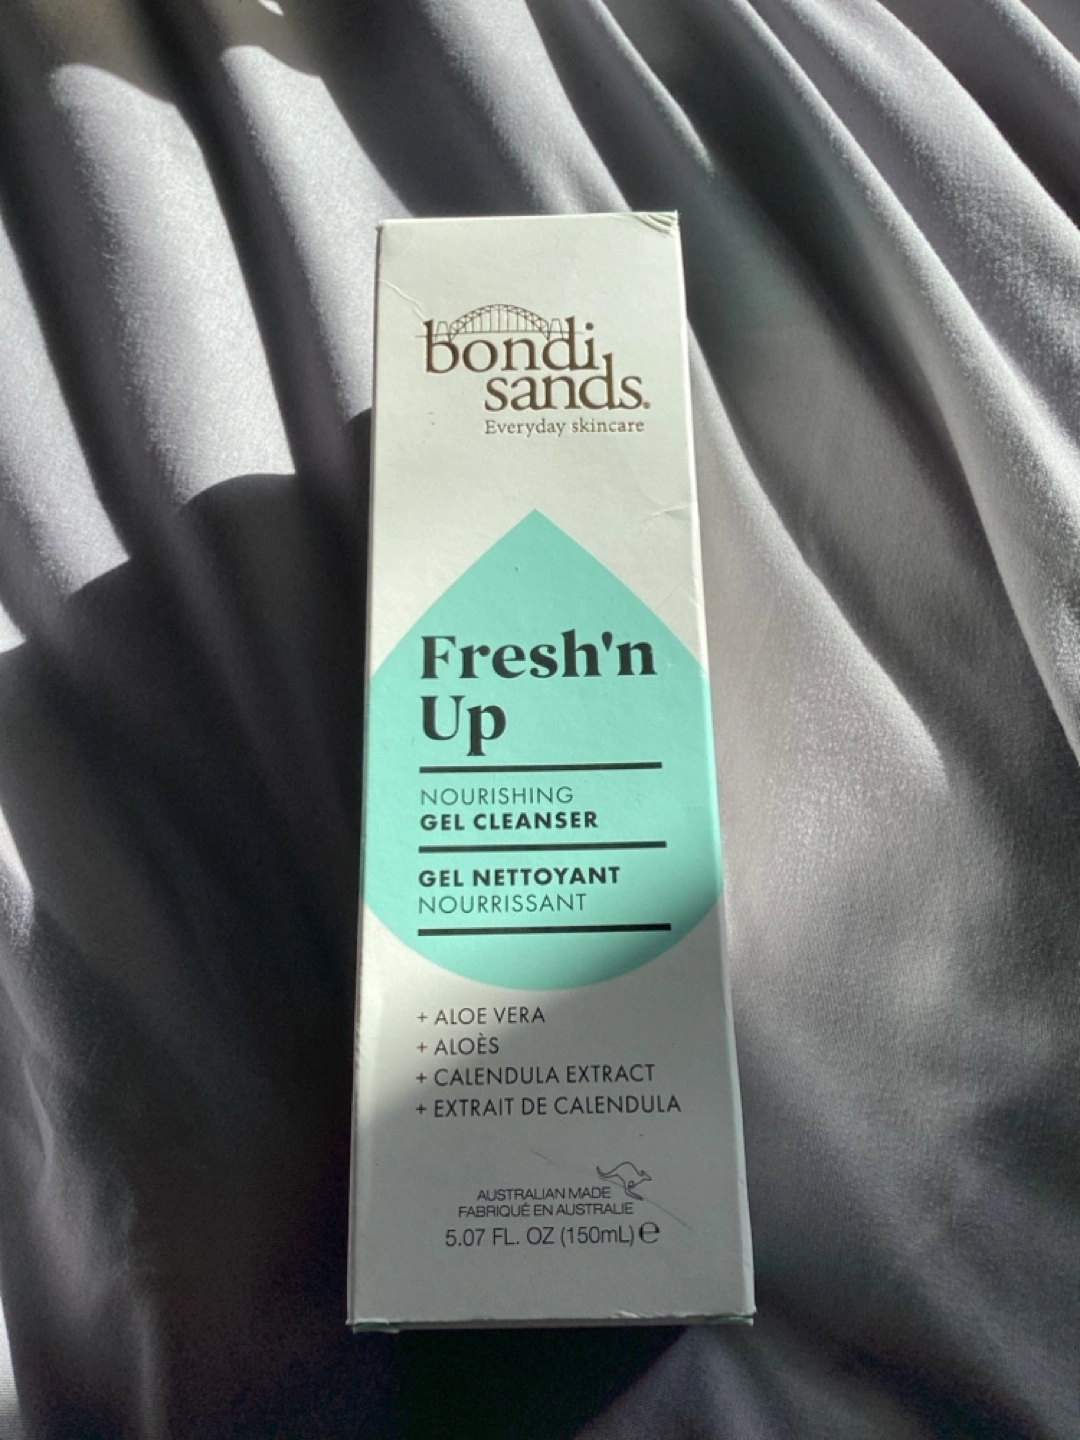 bondi
sands.
Everyday skincare
Fresh'n
Up
NOURISHING
GEL CLEANSER
GEL NETTOYANT
NOURRISSANT
+ ALOE VERA
+ ALOÈS
+ CALENDULA EXTRACT
+ EXTRAIT DE CALENDULA
AUSTRALIAN MADE
FABRIQUÉ EN AUSTRALIE
5.07 FL. OZ (150mL) ℮